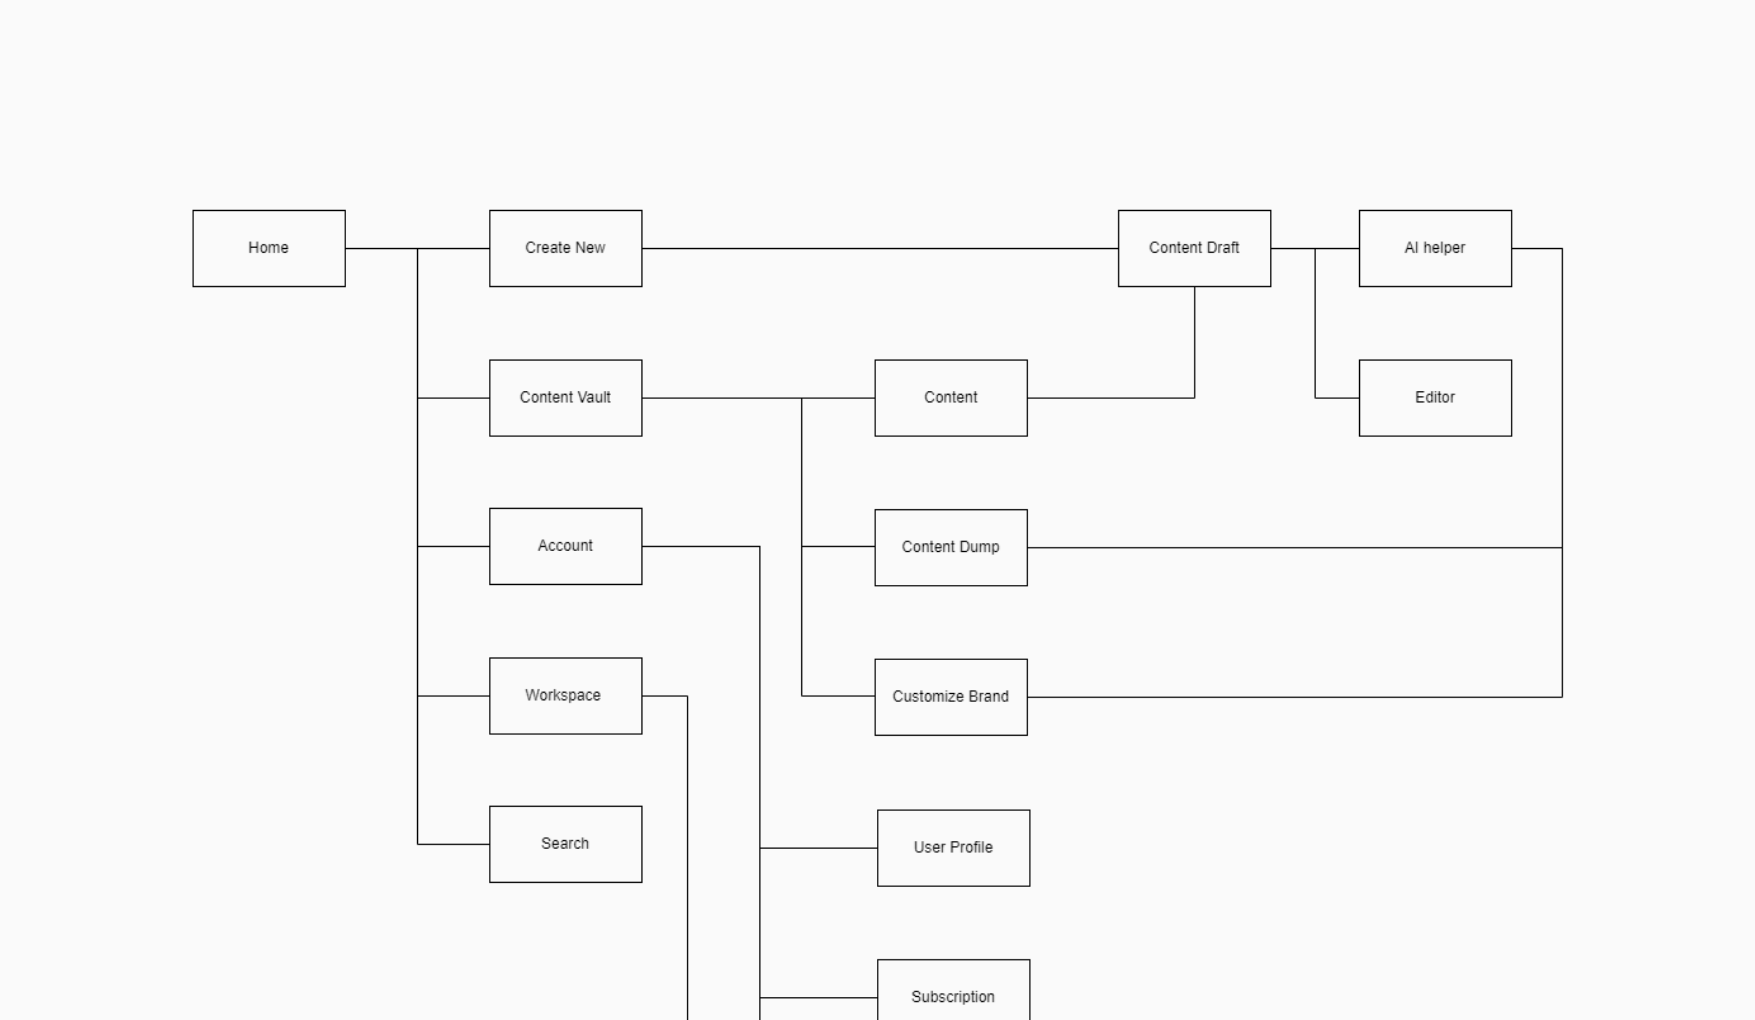 Home
Create New
Content Draft
AI helper
Content Vault
Content
Editor
Account
Content Dump
Workspace
Customize Brand
Search
User Profile
Subscription